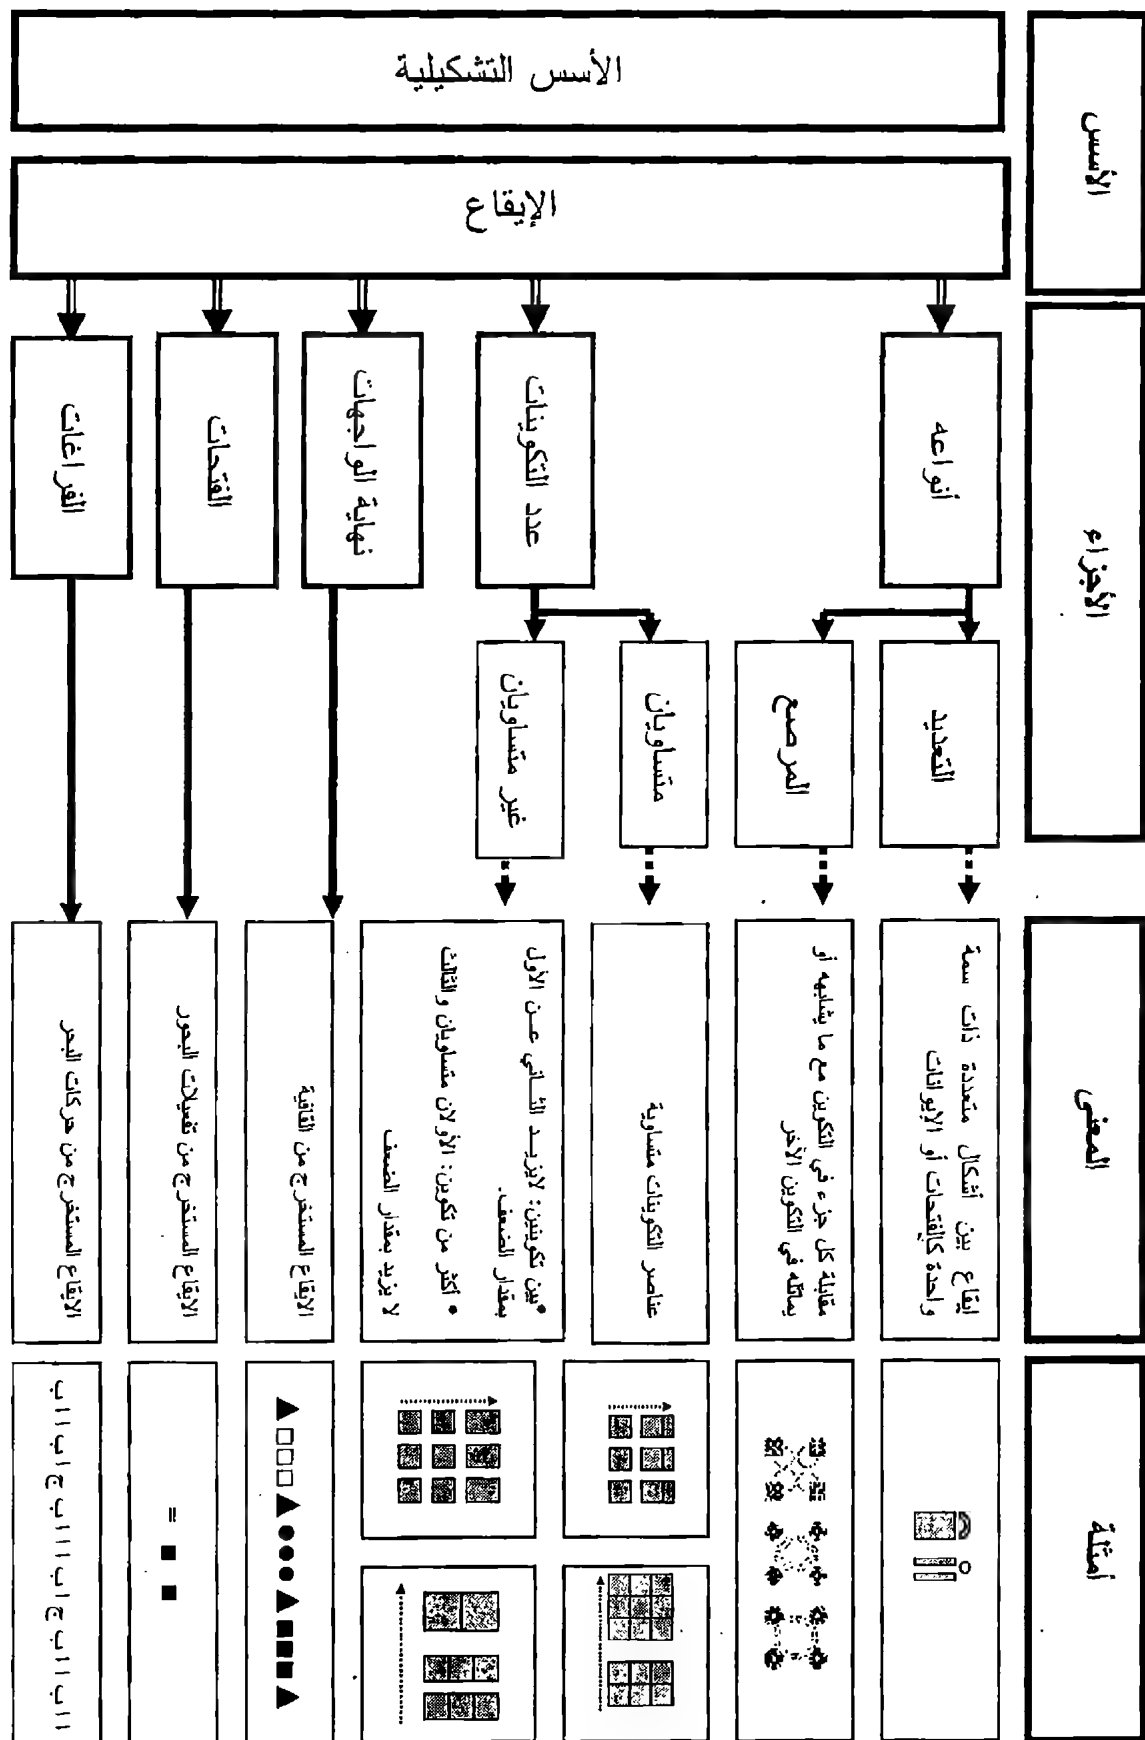 الأسس
الأسس التشكيلية
الإيقاع
الأجزاء
أنواعه
عدد التكوينات
نهاية الواجهات
الفتحات
الفراغات
التعديد
المرصع
متساويان
غير متساويان
المعنى
إيقاع بين أشكال متعددة ذات سمة
واحدة كالفتحات أو الإيوانات
مقابلة كل جزء في التكوين مع ما يشابهه أو
يماثله في التكوين الآخر
عناصر التكوينات متساوية
• بين تكوينين: لايزيد الثاني عن الأول
بمقدار الضعف.
• أكثر من تكوين: الأولان متساويان والثالث
لا يزيد بمقدار الضعف
الإيقاع المستخرج من القافية
الإيقاع المستخرج من تفعيلات البحور
الإيقاع المستخرج من حركات البحر
أمثلة